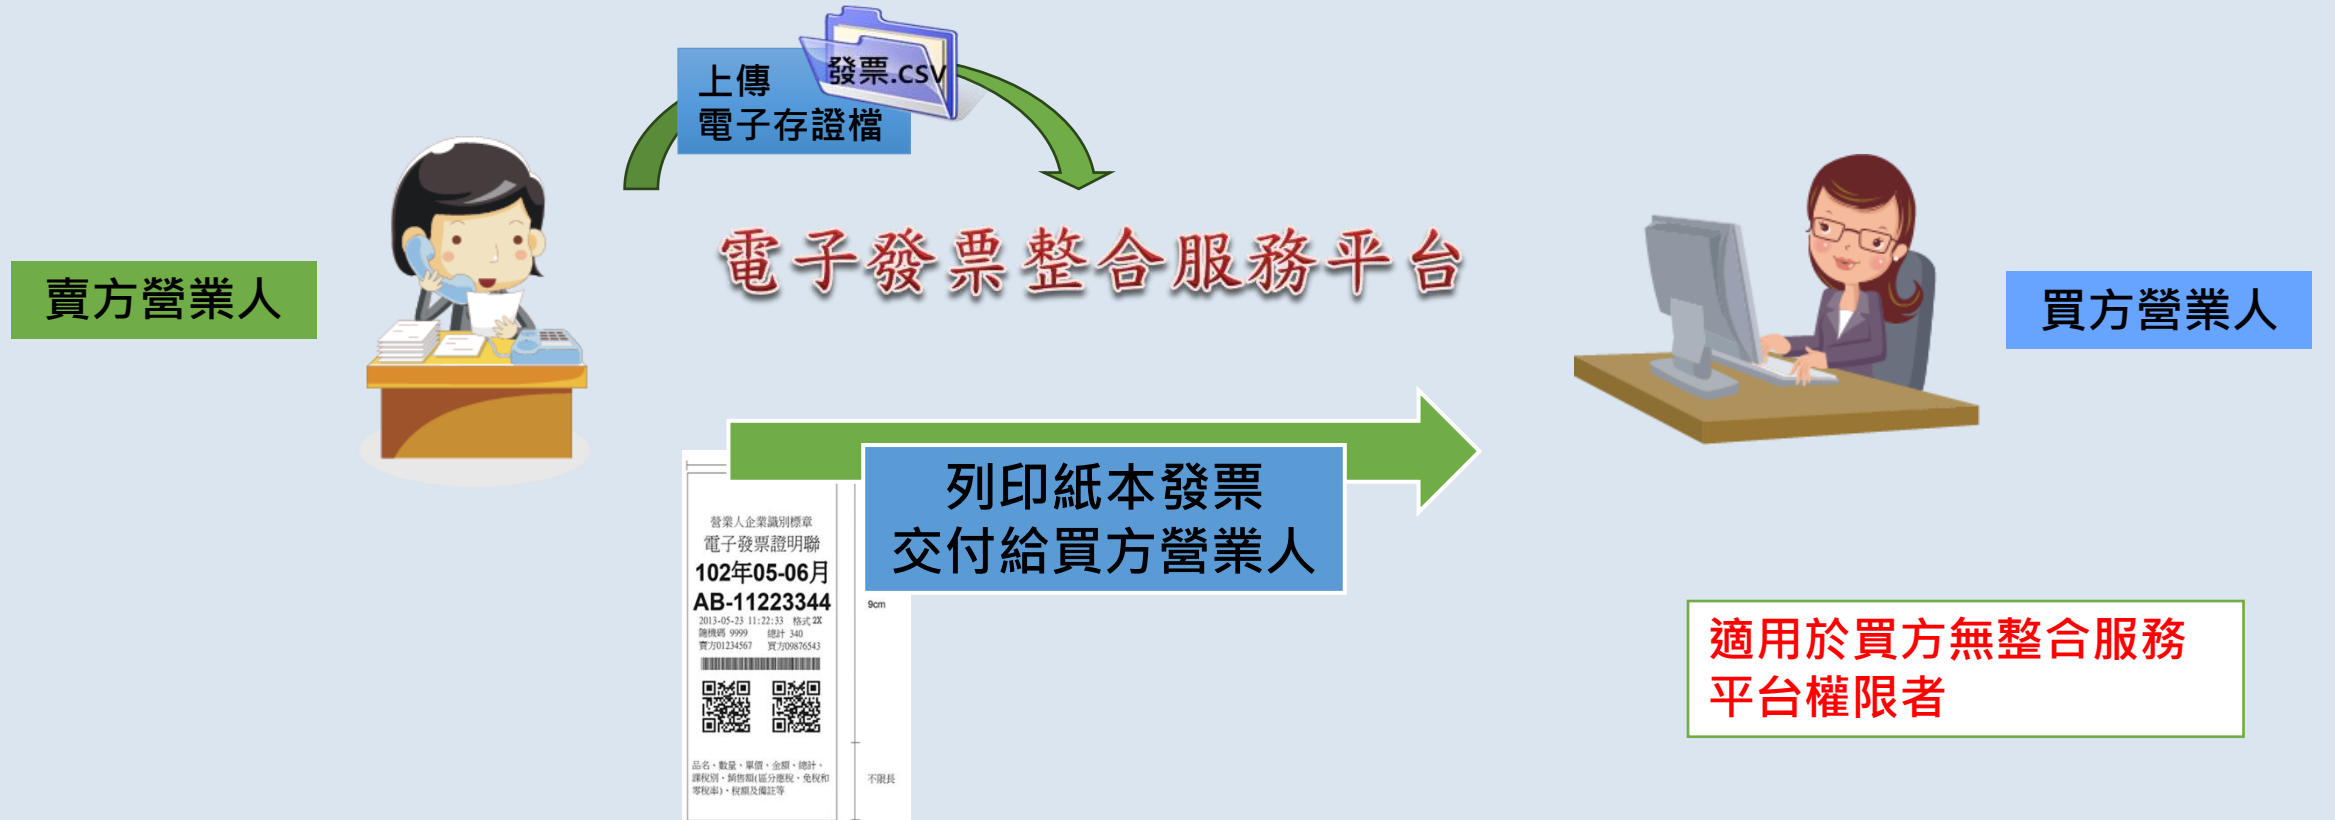 上傳
電子存證檔
發票.csv
電子發票整合服務平台
賣方營業人
買方營業人
列印紙本發票
交付給買方營業人
營業人企業識別標章
電子發票證明聯
102年05-06月
AB-11223344
2013-05-23 11:22:33 格式 2X
隨機碼 9999 總計 340
賣方01234567 買方09876543
9cm
品名、數量、單價、金額、總計、
課稅別、銷售額(區分應稅、免稅和
零稅率)、稅額及備註等
不限長
適用於買方無整合服務
平台權限者